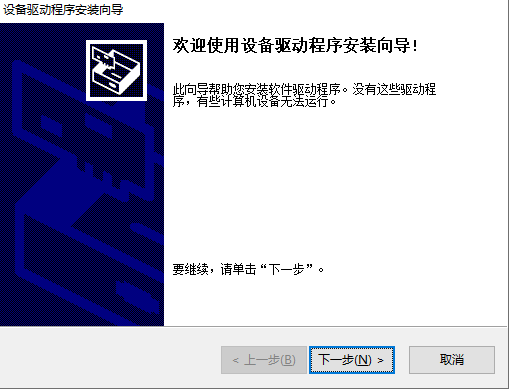 设备驱动程序安装向导
欢迎使用设备驱动程序安装向导!
此向导帮助您安装软件驱动程序。没有这些驱动程
序，有些计算机设备无法运行。
要继续，请单击“下一步”。
< 上一步(B)
下一步(N) >
取消